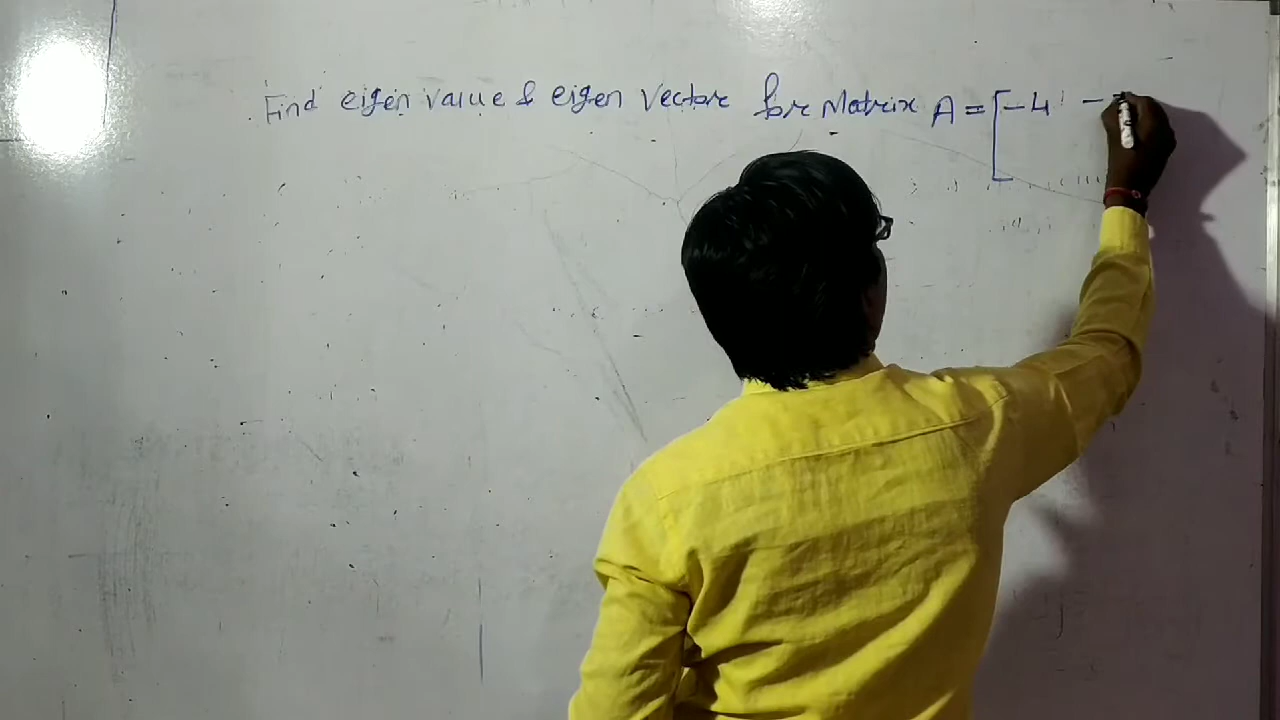 Find eigen value & eigen vector for Matrix A = [ -4 -